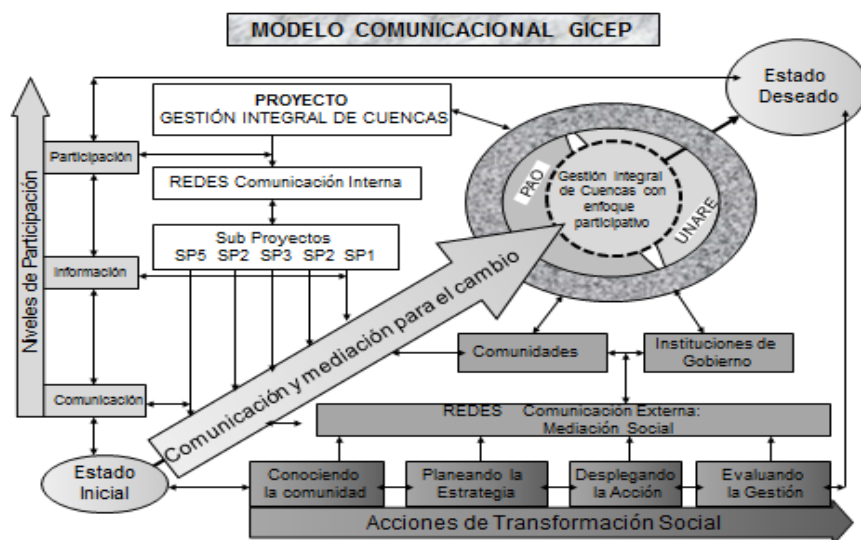 MODELO COMUNICACIONAL GICEP
Estado
Deseado
PROYECTO
GESTIÓN INTEGRAL DE CUENCAS
Participación
REDES Comunicación Interna
Sub Proyectos
SP5 SP2 SP3 SP2 SP1
Información
Comunicación
Niveles de Participación
PAO
Gestión integral
de Cuencas con
enfoque
participativo
UNARE
Comunicación y mediación para el cambio
Comunidades
Instituciones de
Gobierno
REDES Comunicación Externa:
Mediación Social
Estado
Inicial
Conociendo
la comunidad
Planeando la
Estrategia
Desplegando
la Acción
Evaluando
la Gestión
Acciones de Transformación Social